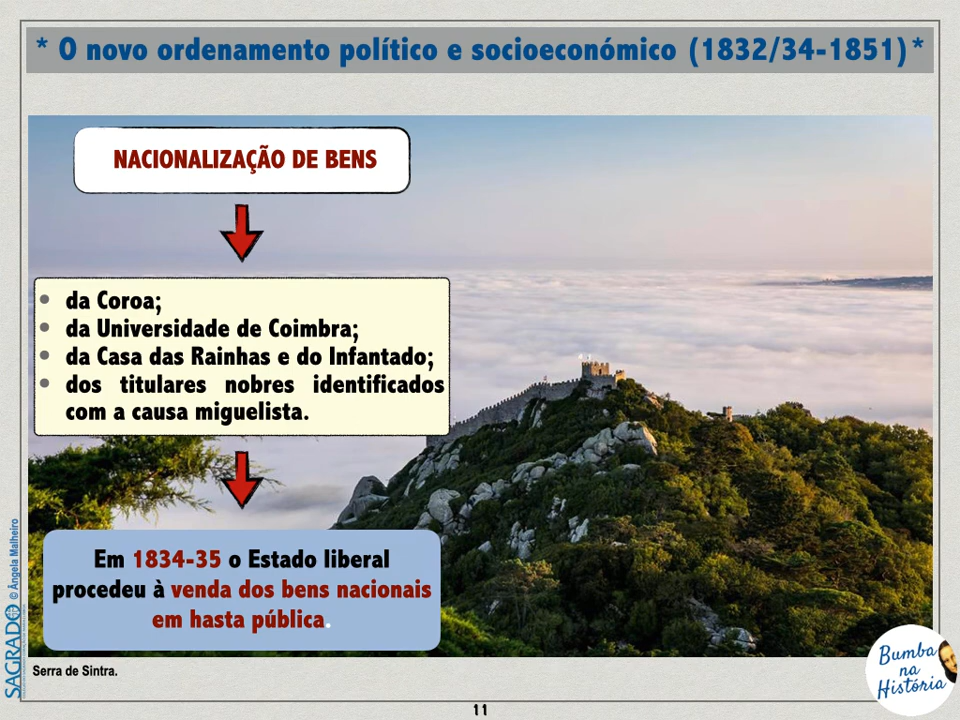 * O novo ordenamento político e socioeconómico (1832/34-1851)*
NACIONALIZAÇÃO DE BENS
• da Coroa;
• da Universidade de Coimbra;
• da Casa das Rainhas e do Infantado;
• dos titulares nobres identificados
com a causa miguelista.
Em 1834-35 o Estado liberal
procedeu à venda dos bens nacionais
em hasta pública.
SAGRADO
© Ângela Malheiro
Serra de Sintra.
Bumba
na
História
11